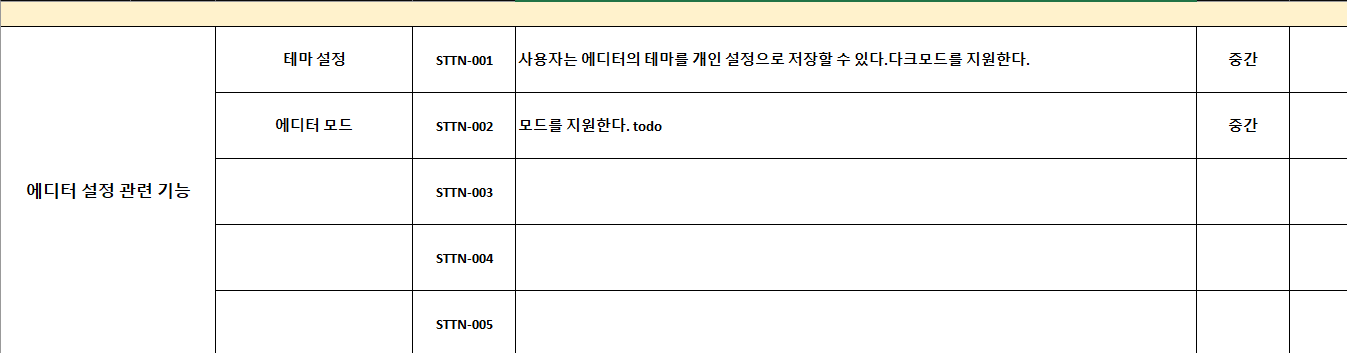 테마 설정 STTN-001 사용자는 에디터의 테마를 개인 설정으로 저장할 수 있다.다크모드를 지원한다. 중간
에디터 모드 STTN-002 모드를 지원한다. todo 중간
에디터 설정 관련 기능 STTN-003
STTN-004
STTN-005